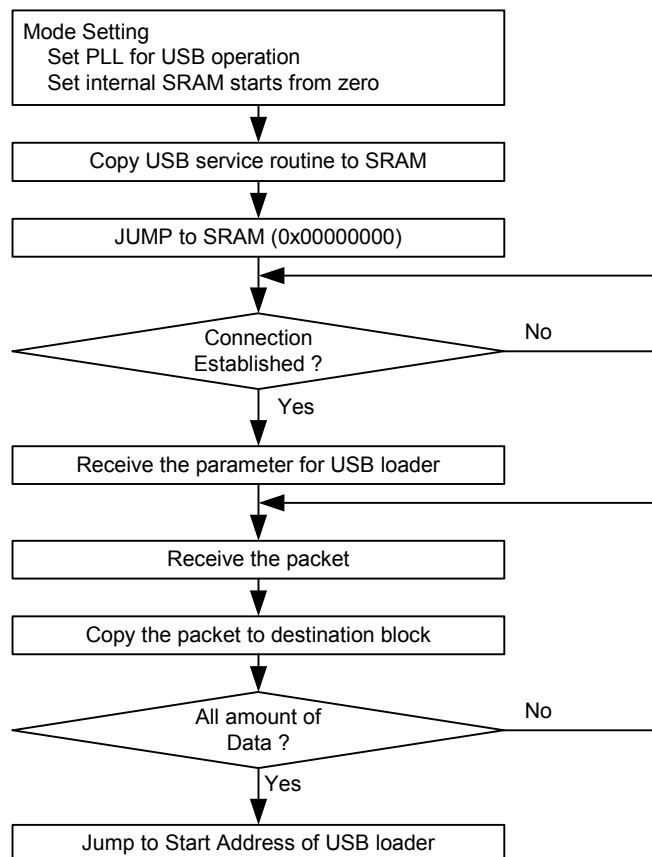 Mode Setting
Set PLL for USB operation
Set internal SRAM starts from zero
Copy USB service routine to SRAM
JUMP to SRAM (0x00000000)
Connection
Established ?
No
Yes
Receive the parameter for USB loader
Receive the packet
Copy the packet to destination block
All amount of
Data ?
No
Yes
Jump to Start Address of USB loader